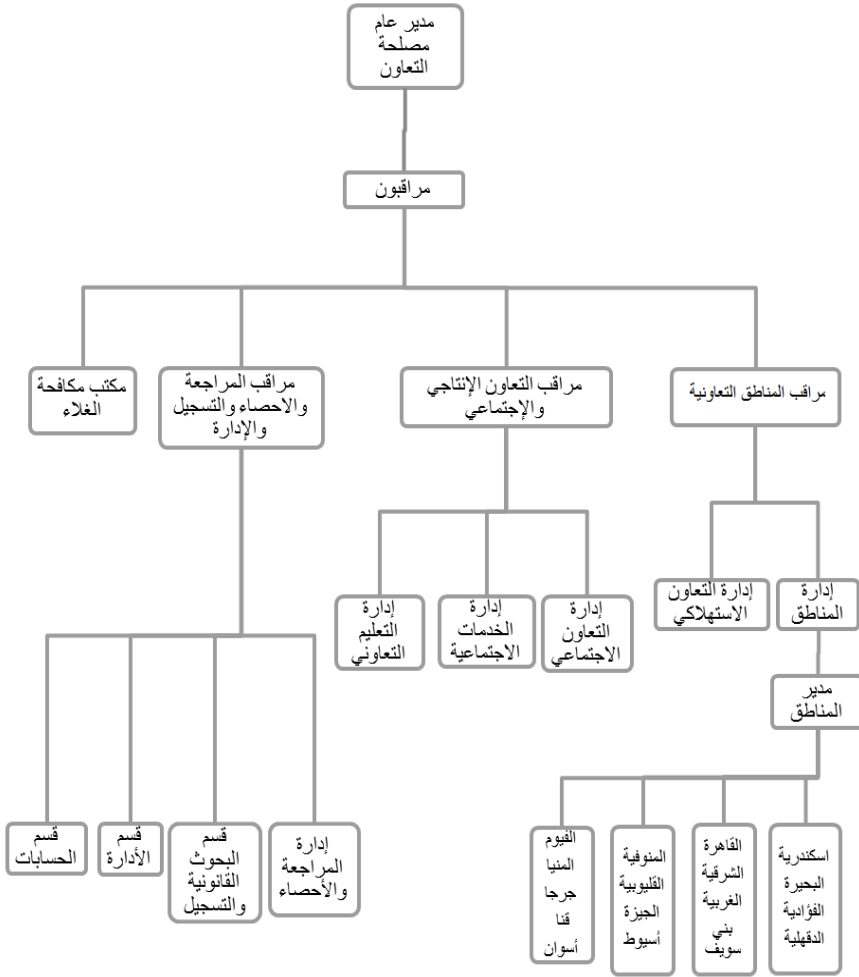 مدير عام
مصلحة
التعاون
مراقبون
مراقب المناطق التعاونية
مراقب التعاون الإنتاجي
والإجتماعي
مراقب المراجعة
والاحصاء والتسجيل
والإدارة
مكتب مكافحة
الغلاء
إدارة
المناطق
إدارة التعاون
الاستهلاكي
إدارة
التعاون
الاجتماعي
إدارة
الخدمات
الاجتماعية
إدارة
التعليم
التعاوني
مدير
المناطق
اسكندرية
البحيرة
الفؤادية
الدقهلية
القاهرة
الشرقية
الغربية
بني
سويف
المنوفية
القليوبية
الجيزة
أسيوط
الفيوم
المنيا
جرجا
قنا
أسوان
إدارة
المراجعة
والأحصاء
قسم
البحوث
القانونية
والتسجيل
قسم
الأدارة
قسم
الحسابات